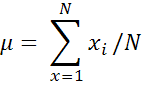 μ = ∑_{x=1}^{N} x_i /N